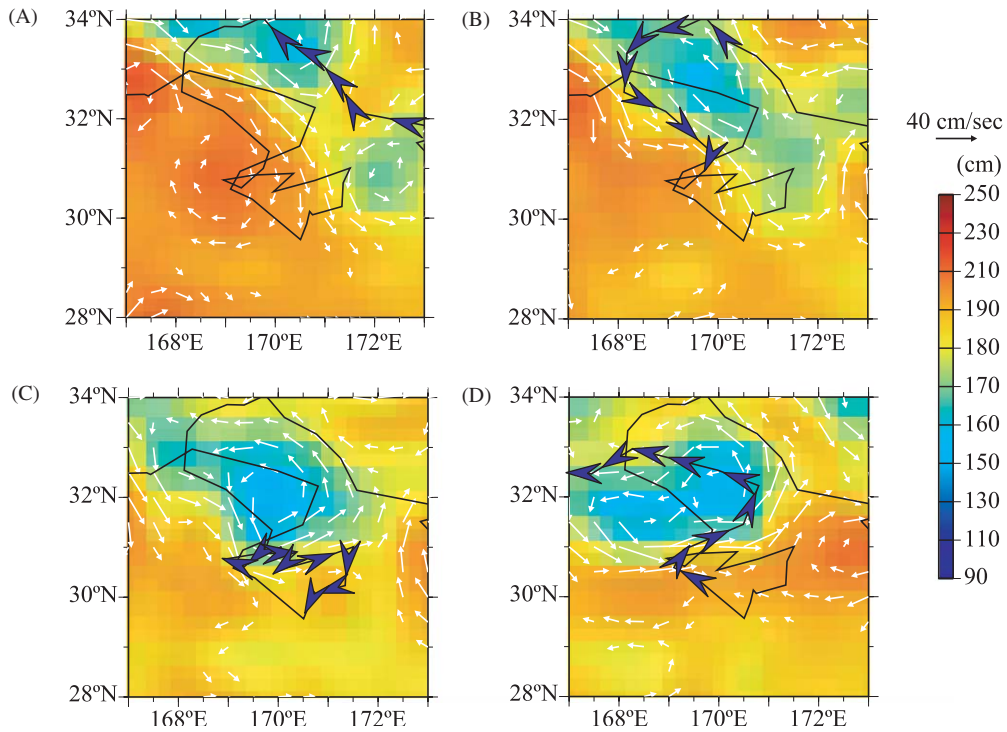 (A)
34ºN
32ºN
30ºN
28ºN
168ºE 170ºE 172ºE
(B)
34ºN
32ºN
30ºN
28ºN
168ºE 170ºE 172ºE
(C)
34ºN
32ºN
30ºN
28ºN
168ºE 170ºE 172ºE
(D)
34ºN
32ºN
30ºN
28ºN
168ºE 170ºE 172ºE
40 cm/sec
(cm)
250
230
210
190
180
170
160
150
130
110
90